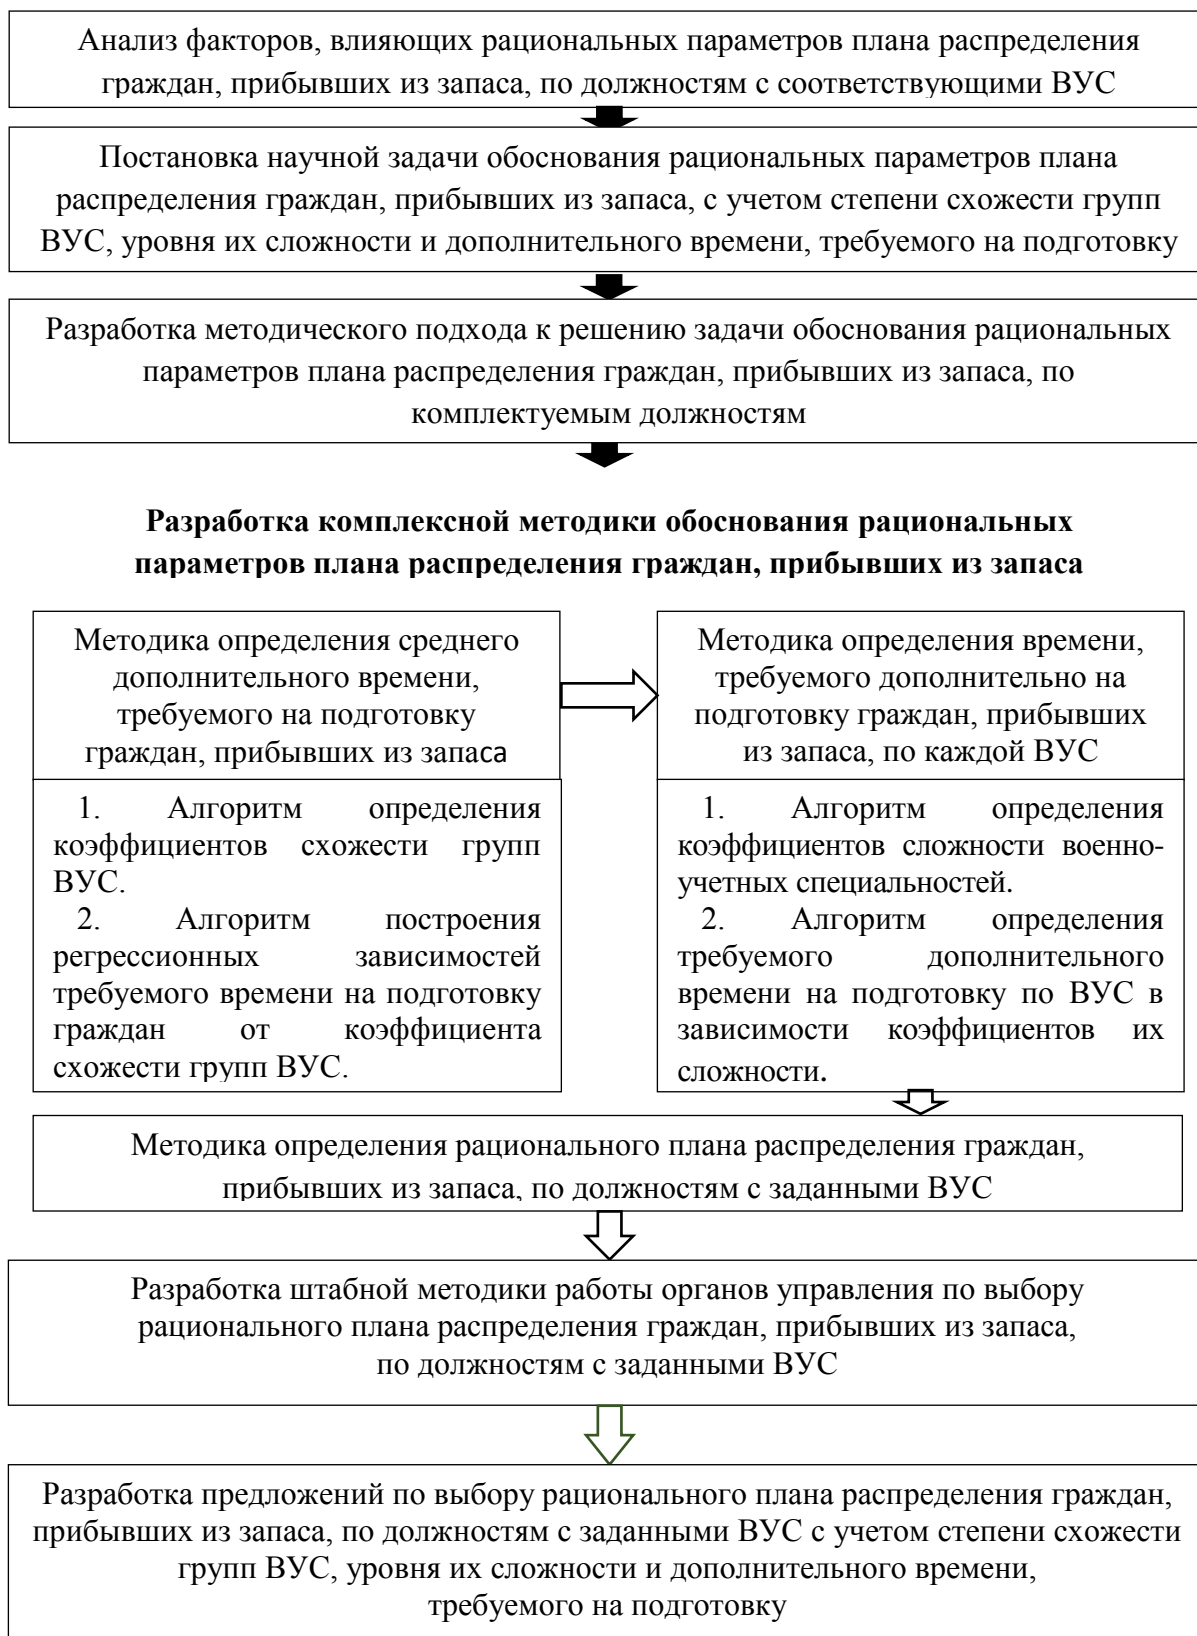 Анализ факторов, влияющих рациональных параметров плана распределения
граждан, прибывших из запаса, по должностям с соответствующими ВУС
Постановка научной задачи обоснования рациональных параметров плана
распределения граждан, прибывших из запаса, с учетом степени схожести групп
ВУС, уровня их сложности и дополнительного времени, требуемого на подготовку
Разработка методического подхода к решению задачи обоснования рациональных
параметров плана распределения граждан, прибывших из запаса, по
комплектуемым должностям
Разработка комплексной методики обоснования рациональных
параметров плана распределения граждан, прибывших из запаса
Методика определения среднего
дополнительного времени,
требуемого на подготовку
граждан, прибывших из запаса
1. Алгоритм определения
коэффициентов схожести групп
ВУС.
2. Алгоритм построения
регрессионных зависимостей
требуемого времени на подготовку
граждан от коэффициента
схожести групп ВУС.
Методика определения времени,
требуемого дополнительно на
подготовку граждан, прибывших
из запаса, по каждой ВУС
1. Алгоритм определения
коэффициентов сложности военно-
учетных специальностей.
2. Алгоритм определения
требуемого дополнительного
времени на подготовку по ВУС в
зависимости коэффициентов их
сложности.
Методика определения рационального плана распределения граждан,
прибывших из запаса, по должностям с заданными ВУС
Разработка штабной методики работы органов управления по выбору
рационального плана распределения граждан, прибывших из запаса,
по должностям с заданными ВУС
Разработка предложений по выбору рационального плана распределения граждан,
прибывших из запаса, по должностям с заданными ВУС с учетом степени схожести
групп ВУС, уровня их сложности и дополнительного времени,
требуемого на подготовку